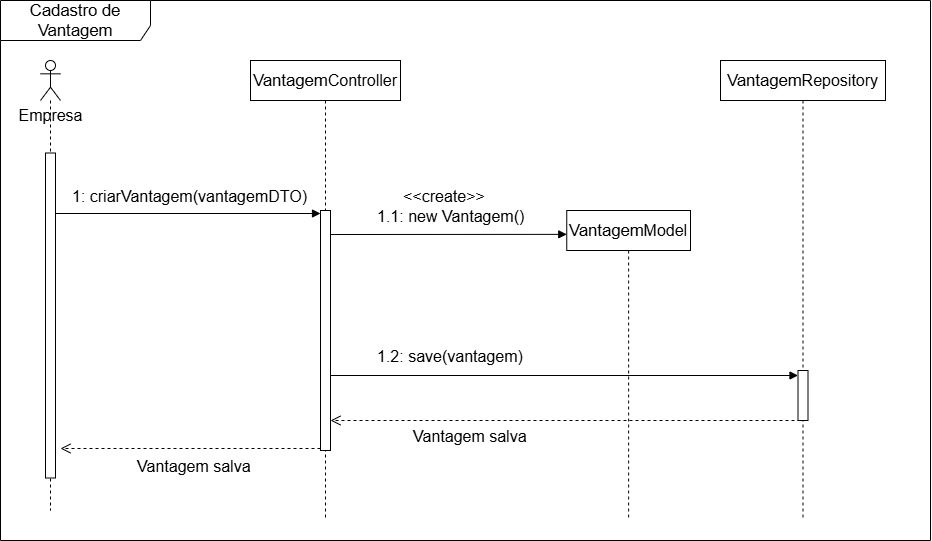 Cadastro de
Vantagem
Empresa
VantagemController
VantagemRepository
1: criarVantagem(vantagemDTO)
<<create>>
1.1: new Vantagem()
VantagemModel
1.2: save(vantagem)
Vantagem salva
Vantagem salva